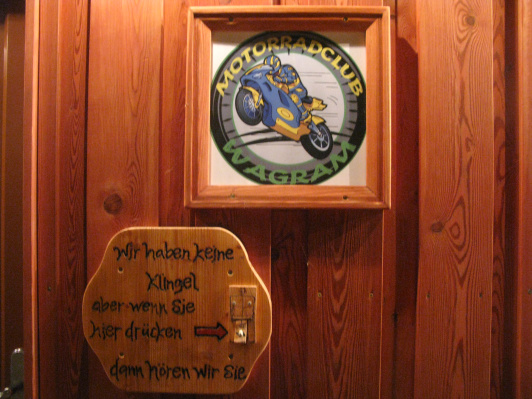 MOTORRADCLUB
WAGRAM
Wir haben keine
Klingel
aber wenn Sie
hier drücken
dann hören Wir Sie